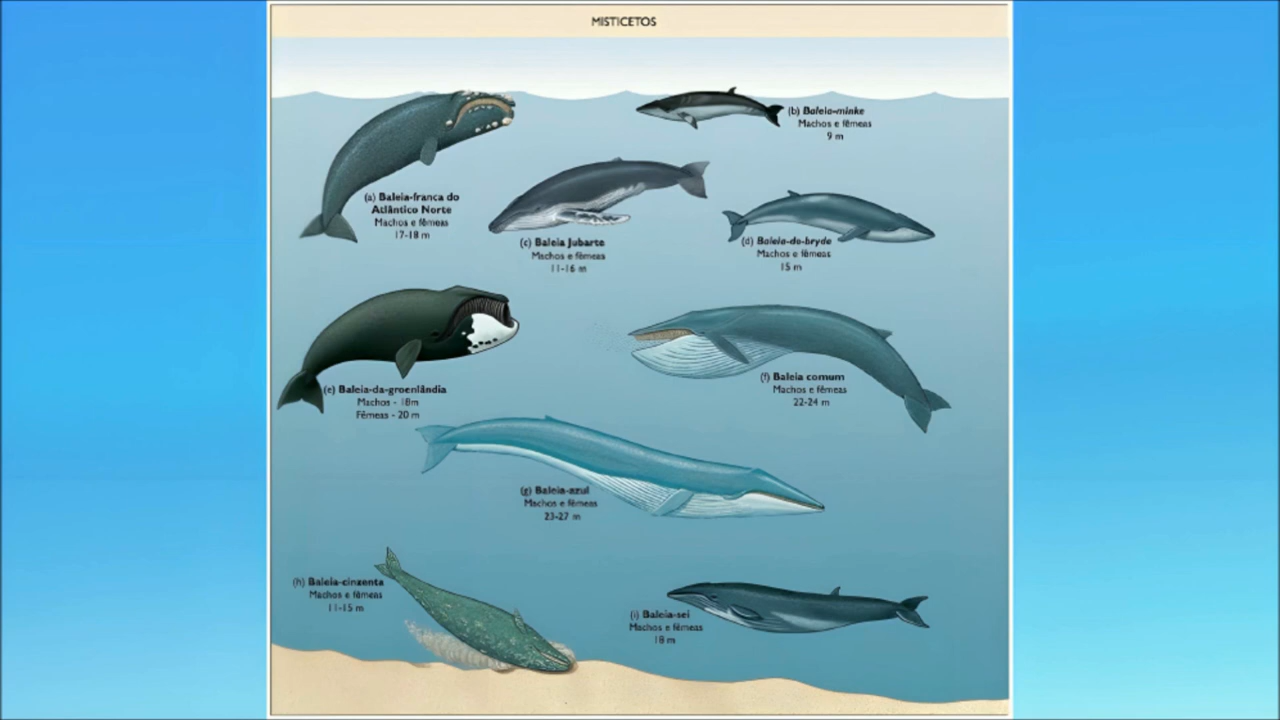 MISTICETOS
(a) Baleia-franca do
Atlântico Norte
Machos e fêmeas
17-18 m
(b) Baleia-minke
Machos e fêmeas
9 m
(c) Baleia Jubarte
Machos e fêmeas
11-16 m
(d) Baleia-de-bryde
Machos e fêmeas
15 m
(e) Baleia-da-groenlândia
Machos - 18m
Fêmeas - 20 m
(f) Baleia comum
Machos e fêmeas
22-24 m
(g) Baleia-azul
Machos e fêmeas
23-27 m
(h) Baleia-cinzenta
Machos e fêmeas
11-15 m
(i) Baleia-sei
Machos e fêmeas
18 m